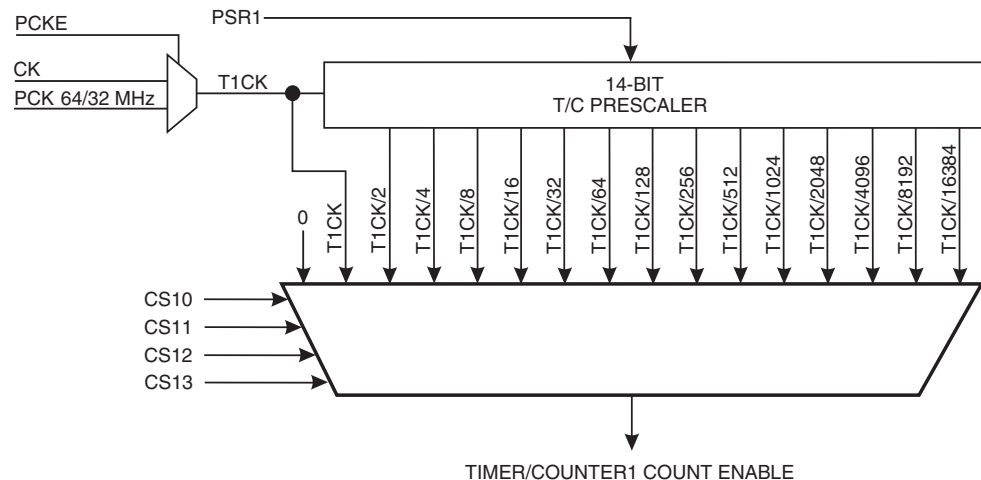 PSR1
PCKE
CK
PCK 64/32 MHz
T1CK
14-BIT
T/C PRESCALER
0
T1CK
T1CK/2
T1CK/4
T1CK/8
T1CK/16
T1CK/32
T1CK/64
T1CK/128
T1CK/256
T1CK/512
T1CK/1024
T1CK/2048
T1CK/4096
T1CK/8192
T1CK/16384
CS10
CS11
CS12
CS13
TIMER/COUNTER1 COUNT ENABLE